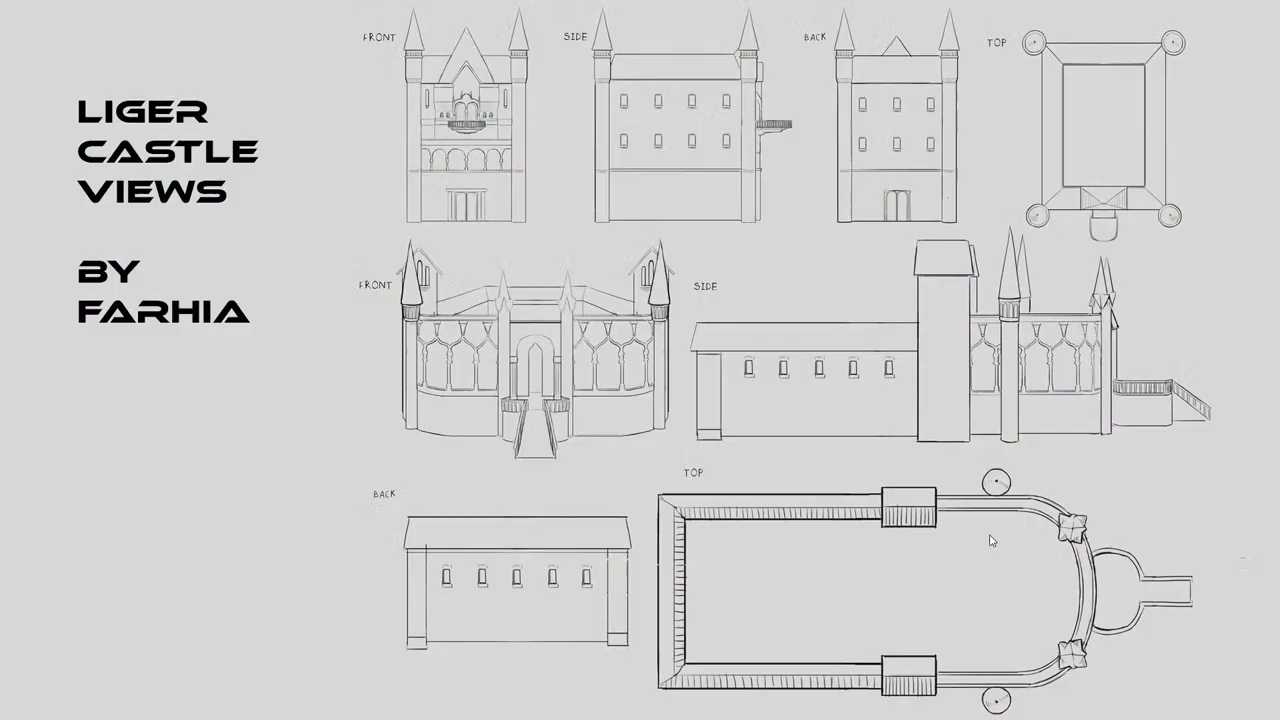 LIGER
CASTLE
VIEWS
BY
FARHIA
FRONT
SIDE
BACK
TOP
FRONT
SIDE
BACK
TOP